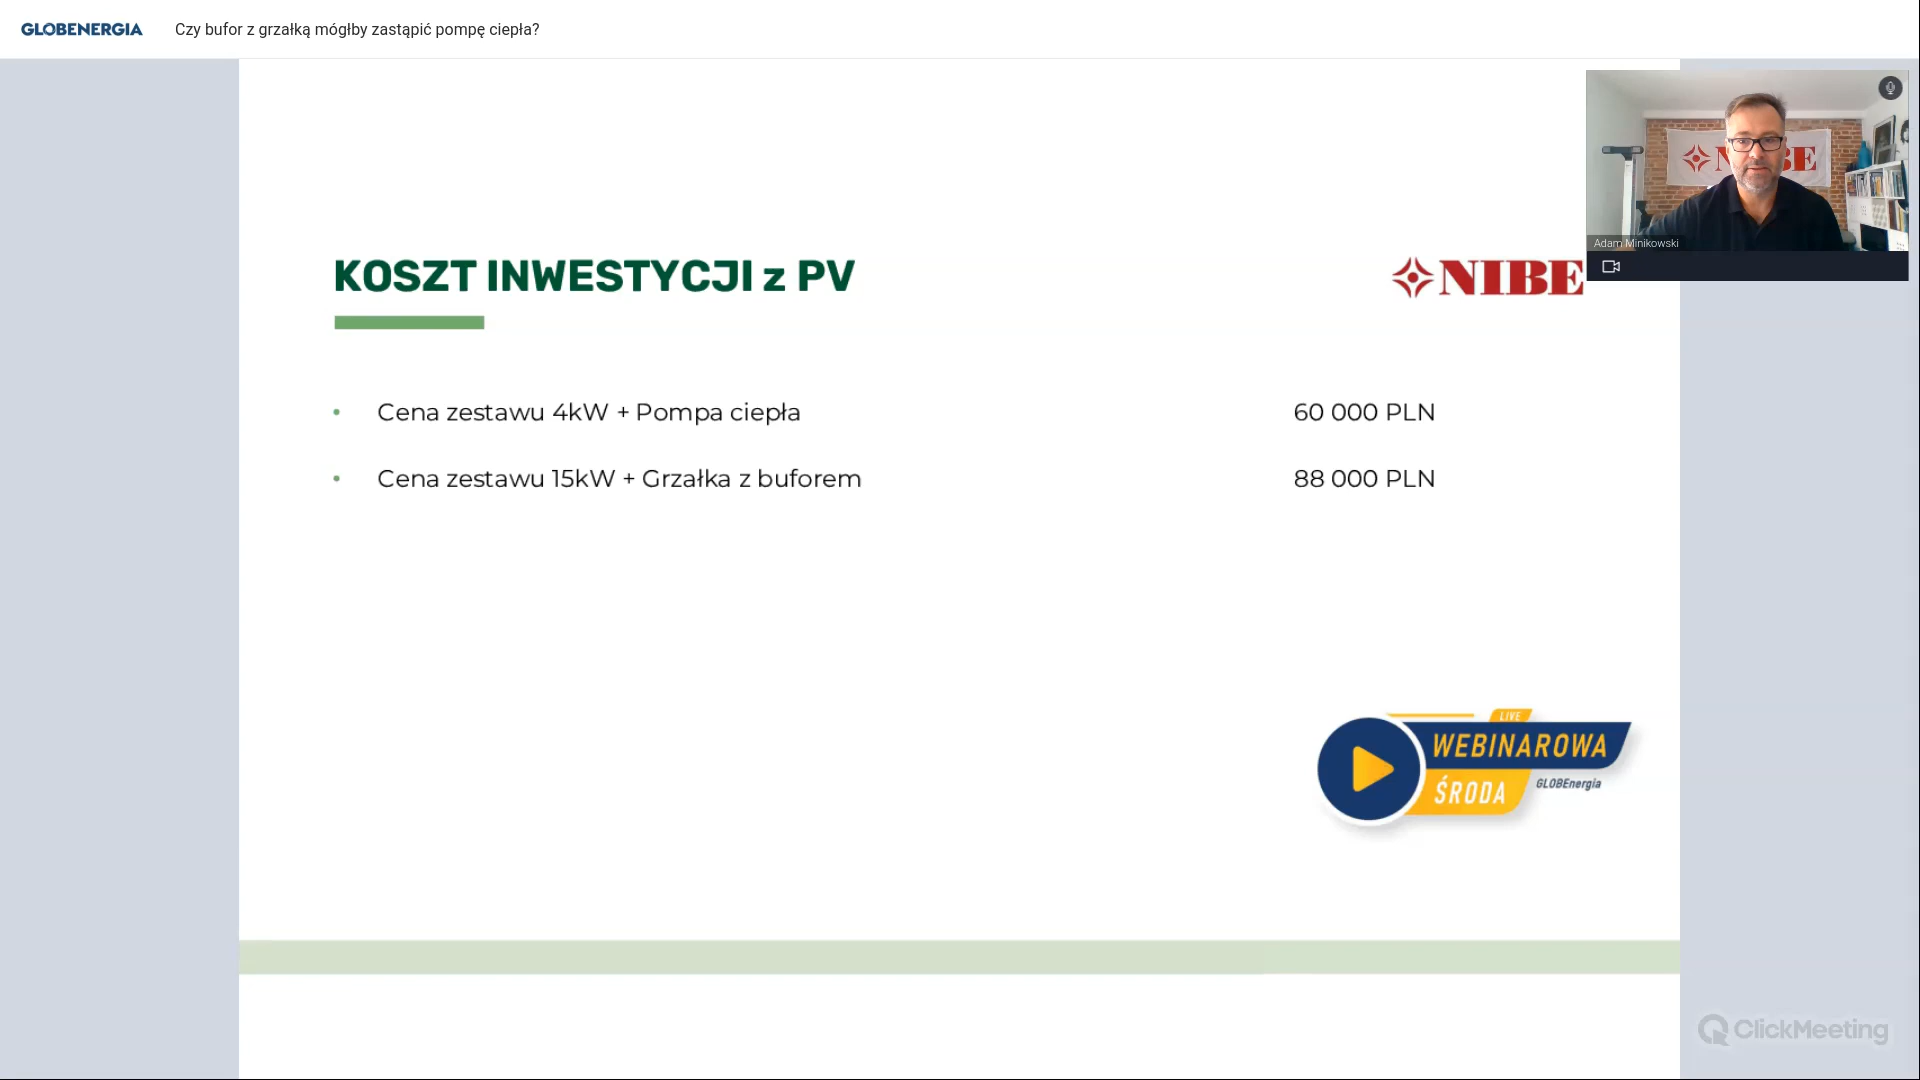 GLOBENERGIA
Czy bufor z grzałką mógłby zastąpić pompę ciepła?
Adam Minikowski
KOSZT INWESTYCJI z PV
NIBE
• Cena zestawu 4kW + Pompa ciepła 60 000 PLN
• Cena zestawu 15kW + Grzałka z buforem 88 000 PLN
LIVE
WEBINAROWA
ŚRODA
GLOBEnergia
ClickMeeting